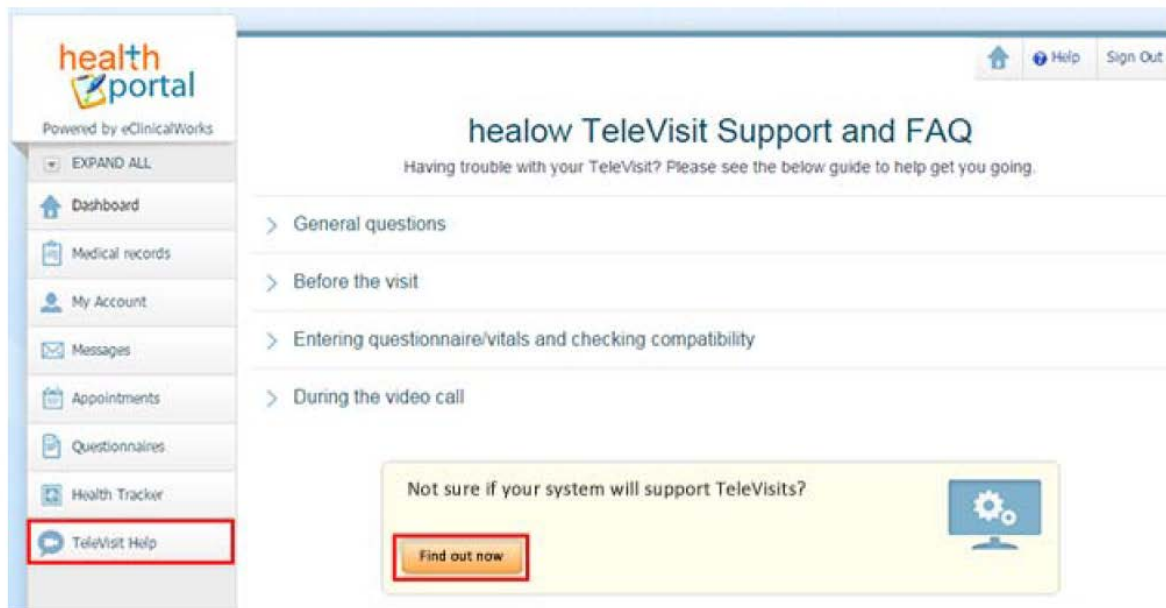 health
portal
Powered by eClinicalWorks
EXPAND ALL
Dashboard
Medical records
My Account
Messages
Appointments
Questionnaires
Health Tracker
TeleVisit Help
Help
Sign Out
healow TeleVisit Support and FAQ
Having trouble with your TeleVisit? Please see the below guide to help get you going.
General questions
Before the visit
Entering questionnaire/vitals and checking compatibility
During the video call
Not sure if your system will support TeleVisits?
Find out now